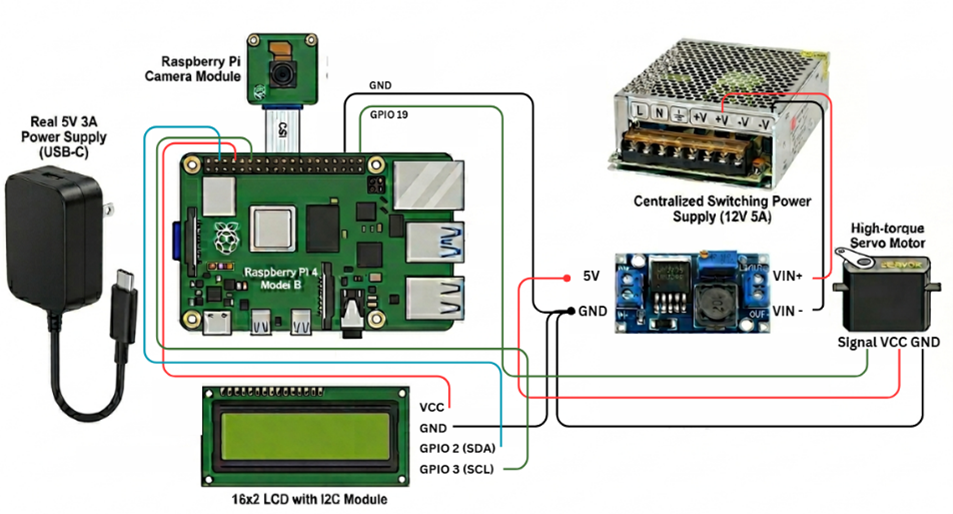 Raspberry Pi
Camera Module
CSI
GND
GPIO 19
Real 5V 3A
Power Supply
(USB-C)
L N +V +V -V -V
Centralized Switching Power
Supply (12V 5A)
High-torque
Servo Motor
Raspberry Pi 4
Model B
5V
GND
VIN+
VIN -
Signal VCC GND
VCC
GND
GPIO 2 (SDA)
GPIO 3 (SCL)
16x2 LCD with I2C Module